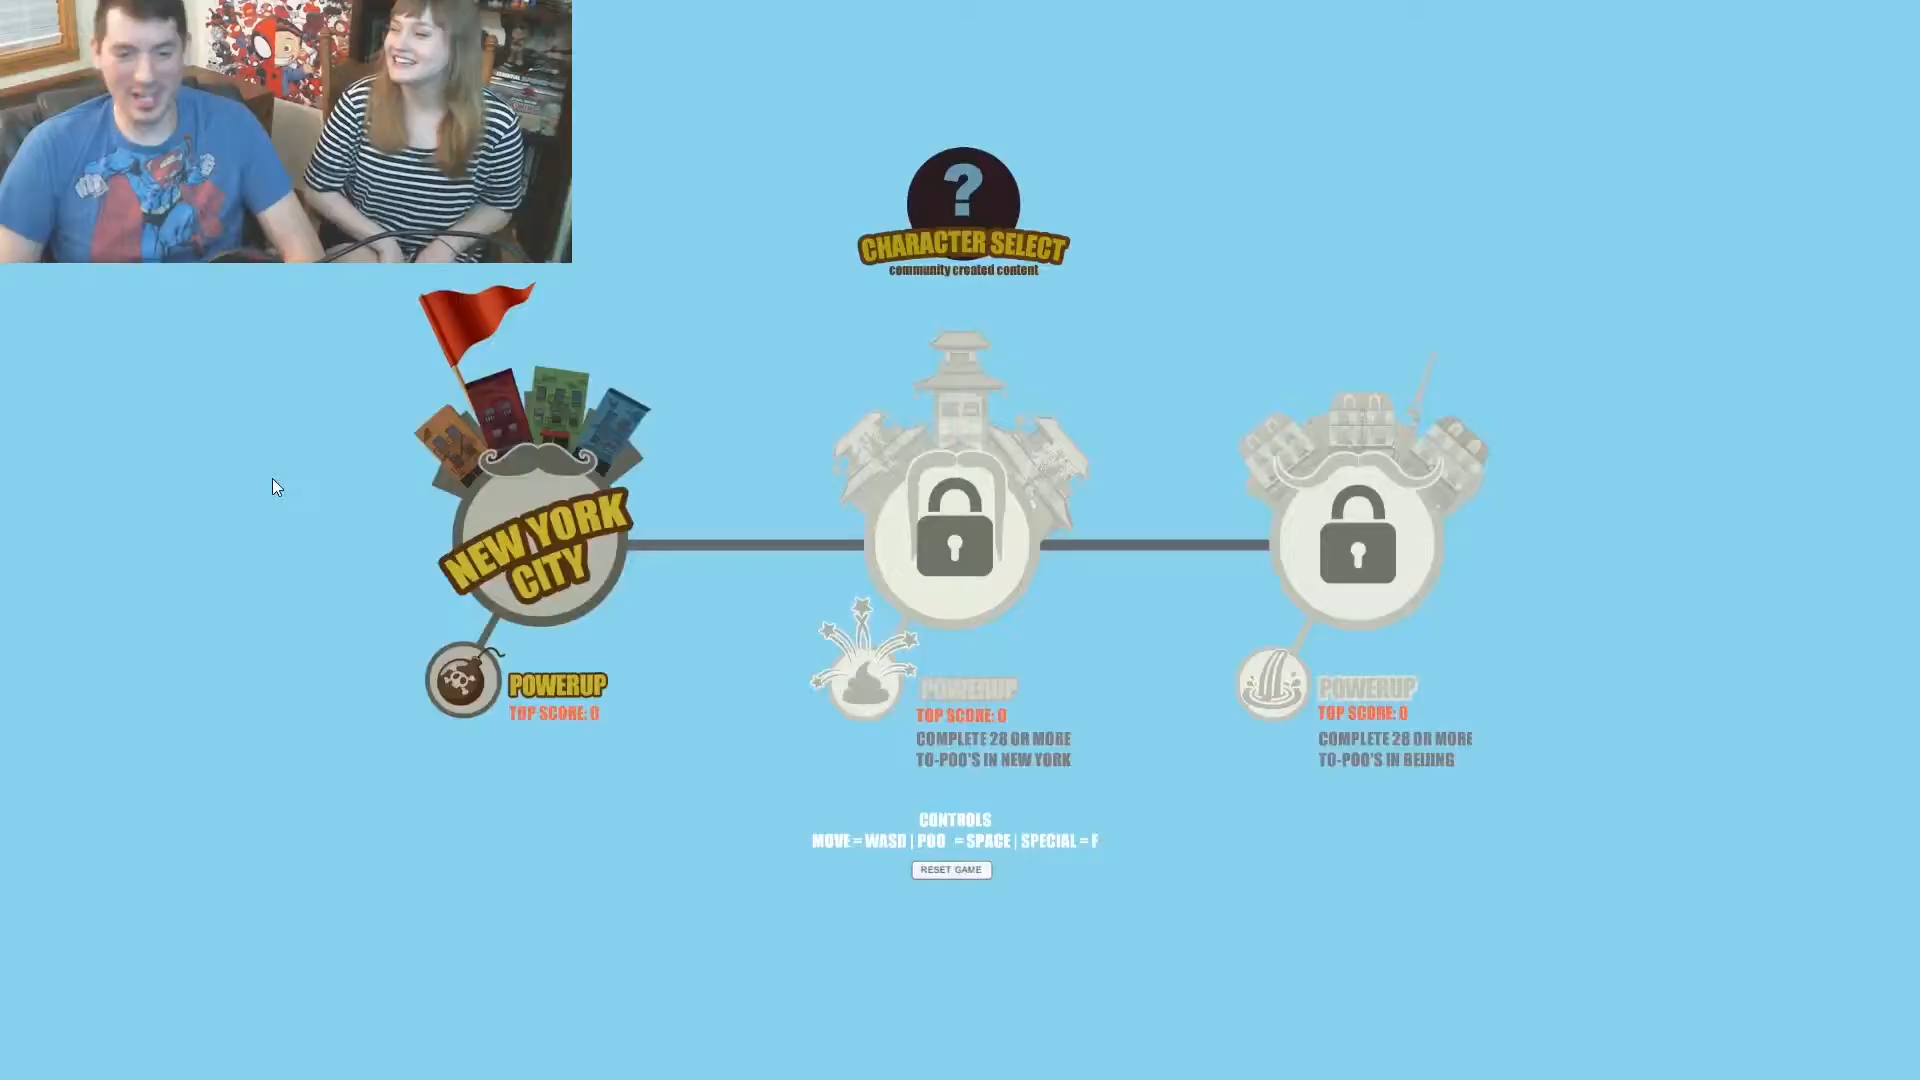 ?
CHARACTER SELECT
community created content
NEW YORK
CITY
POWERUP
TOP SCORE: 0
POWERUP
TOP SCORE: 0
COMPLETE 28 OR MORE
TO-POO'S IN NEW YORK
POWERUP
TOP SCORE: 0
COMPLETE 28 OR MORE
TO-POO'S IN BEIJING
CONTROLS
MOVE = WASD | POO = SPACE | SPECIAL = F
RESET GAME